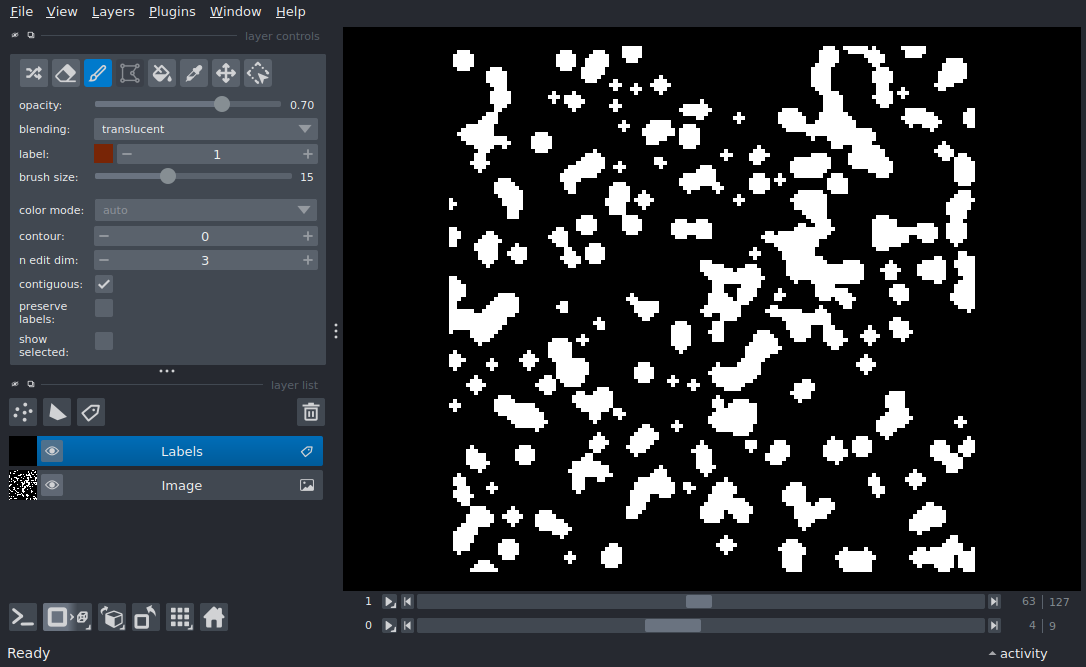 File View Layers Plugins Window Help
layer controls
opacity: 0.70
blending: translucent
label: 1
brush size: 15
color mode: auto
contour: 0
n edit dim: 3
contiguous:
preserve
labels:
show
selected:
layer list
Labels
Image
1 63 127
0 4 9
Ready activity